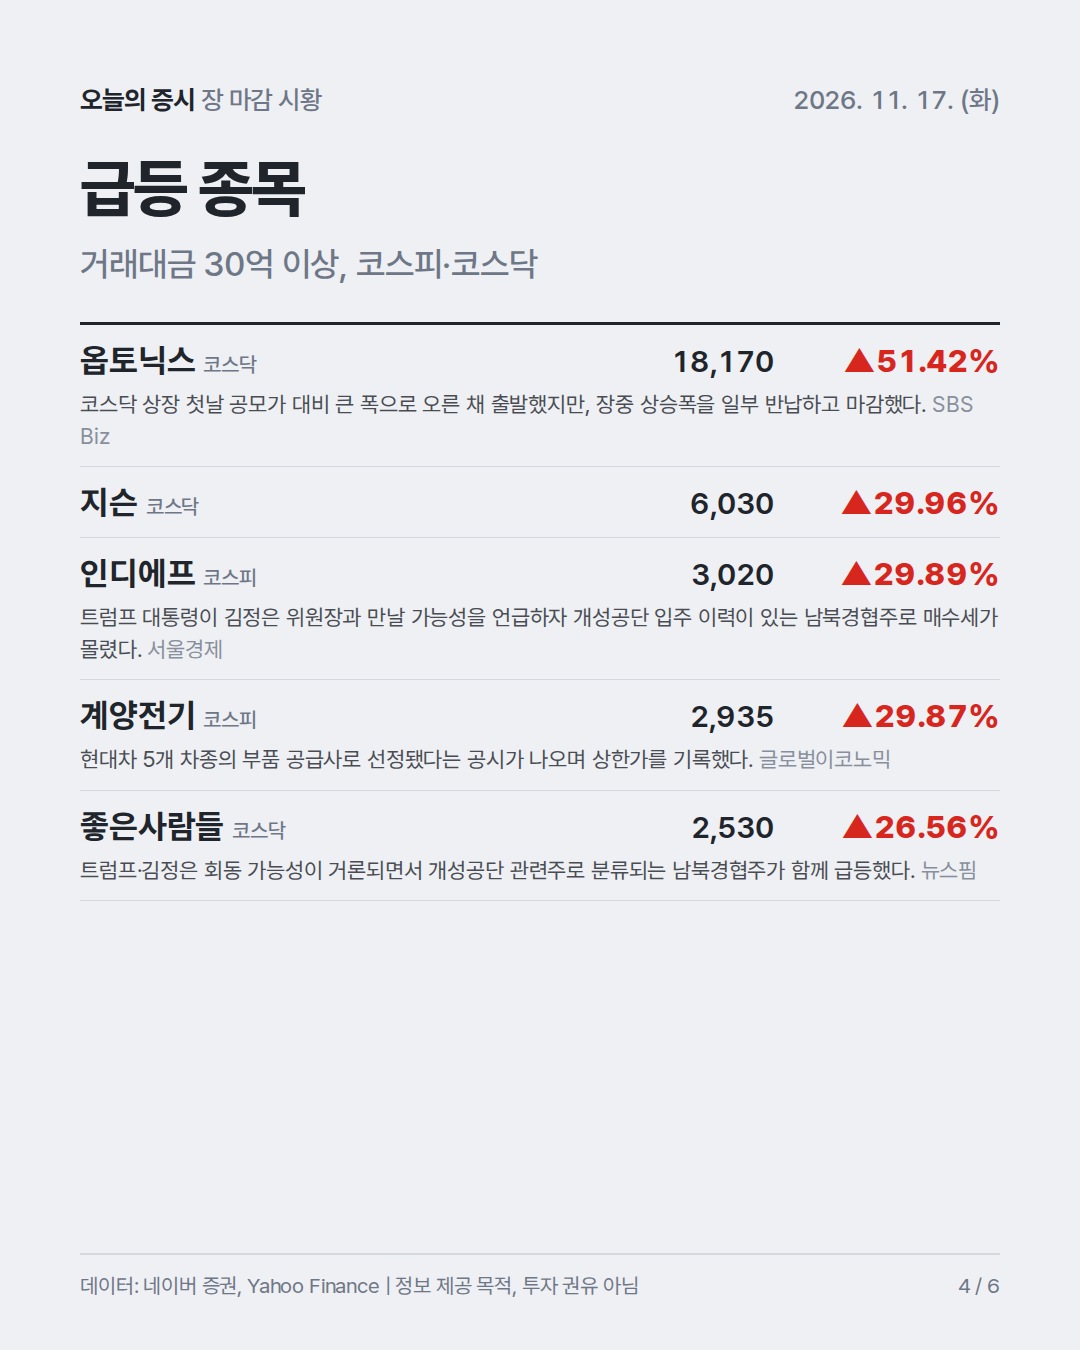 오늘의 증시 장 마감 시황 2026. 11. 17. (화)
급등 종목
거래대금 30억 이상, 코스피·코스닥
옵토닉스 코스닥 18,170 ▲51.42%
코스닥 상장 첫날 공모가 대비 큰 폭으로 오른 채 출발했지만, 장중 상승폭을 일부 반납하고 마감했다. SBS
Biz
지슨 코스닥 6,030 ▲29.96%
인디에프 코스피 3,020 ▲29.89%
트럼프 대통령이 김정은 위원장과 만날 가능성을 언급하자 개성공단 입주 이력이 있는 남북경협주로 매수세가
몰렸다. 서울경제
계양전기 코스피 2,935 ▲29.87%
현대차 5개 차종의 부품 공급사로 선정됐다는 공시가 나오며 상한가를 기록했다. 글로벌이코노믹
좋은사람들 코스닥 2,530 ▲26.56%
트럼프·김정은 회동 가능성이 거론되면서 개성공단 관련주로 분류되는 남북경협주가 함께 급등했다. 뉴스핌
데이터: 네이버 증권, Yahoo Finance | 정보 제공 목적, 투자 권유 아님 4 / 6